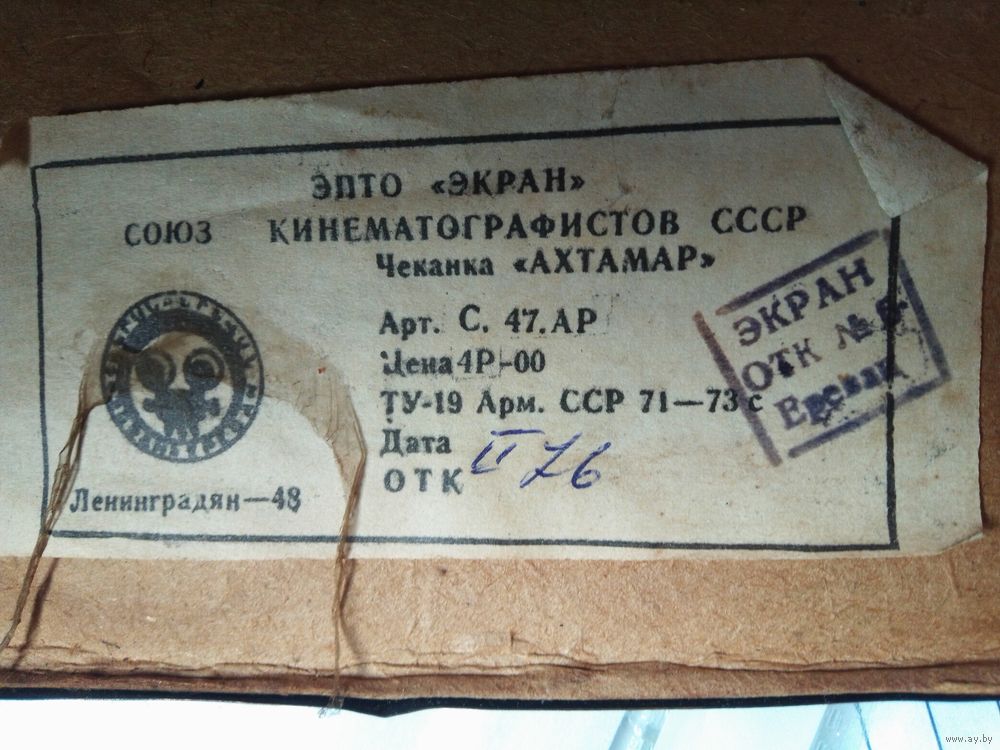 ЭПТО «ЭКРАН»
СОЮЗ КИНЕМАТОГРАФИСТОВ СССР
Чеканка «АХТАМАР»
Арт. С. 47.АР
Цена 4Р-00
ТУ-19 Арм. ССР 71—73 с
Дата II 76
ОТК
Ленинградян—48
ЭКРАН
ОТК №
Ереван
www.ay.by